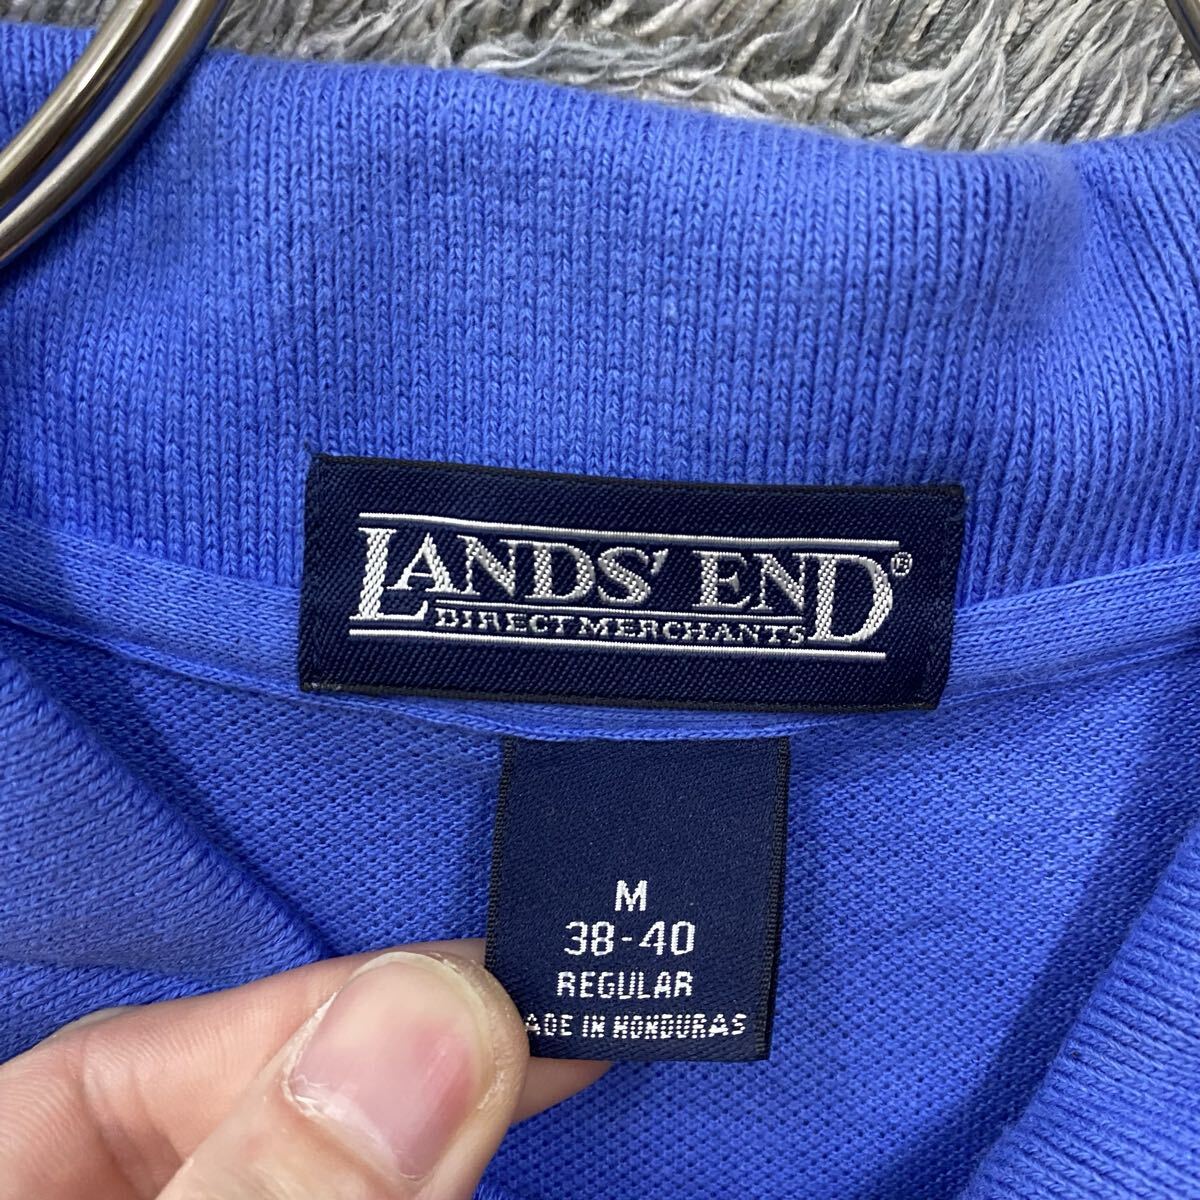 LANDS' END®
DIRECT MERCHANTS
M
38-40
REGULAR
ADE IN HONDURAS